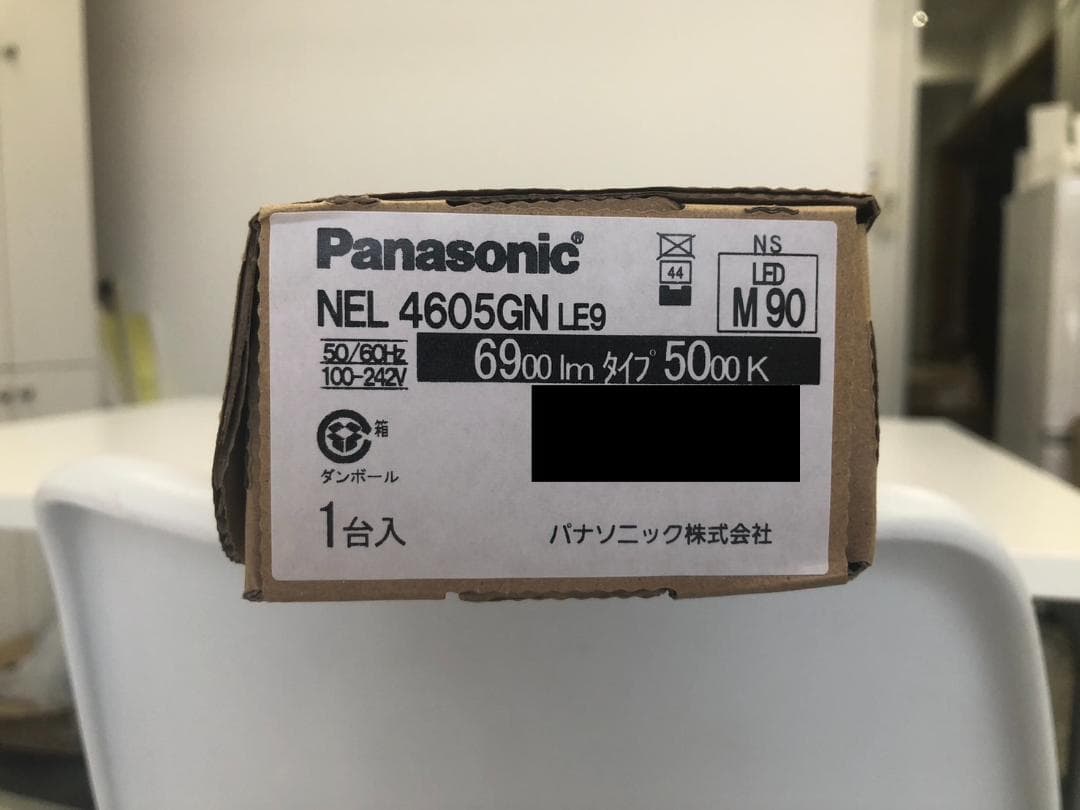 Panasonic®
NEL 4605GN LE9
44
NS
LED
M 90
50/60Hz
100-242V
6900 lm タイプ 5000 K
箱
ダンボール
1台入
パナソニック株式会社